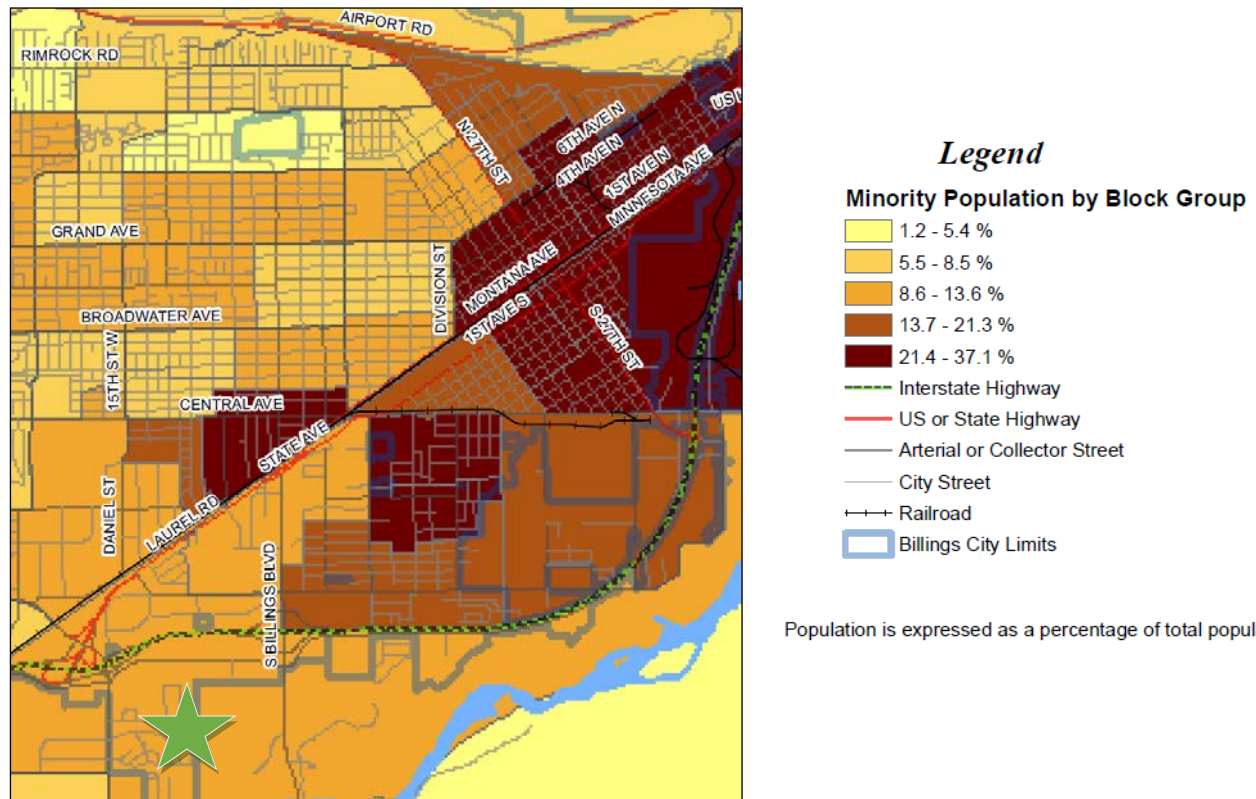 AIRPORT RD
RIMROCK RD
US
6TH AVE N
N 27TH ST
4TH AVE N
1ST AVE N
MINNESOTA AVE
GRAND AVE
DIVISION ST
MONTANA AVE
BROADWATER AVE
1ST AVE S
S 27TH ST
15TH ST W
CENTRAL AVE
STATE AVE
DANIEL ST
LAUREL RD
S BILLINGS BLVD
Legend
Minority Population by Block Group
1.2 - 5.4 %
5.5 - 8.5 %
8.6 - 13.6 %
13.7 - 21.3 %
21.4 - 37.1 %
Interstate Highway
US or State Highway
Arterial or Collector Street
City Street
Railroad
Billings City Limits
Population is expressed as a percentage of total popul